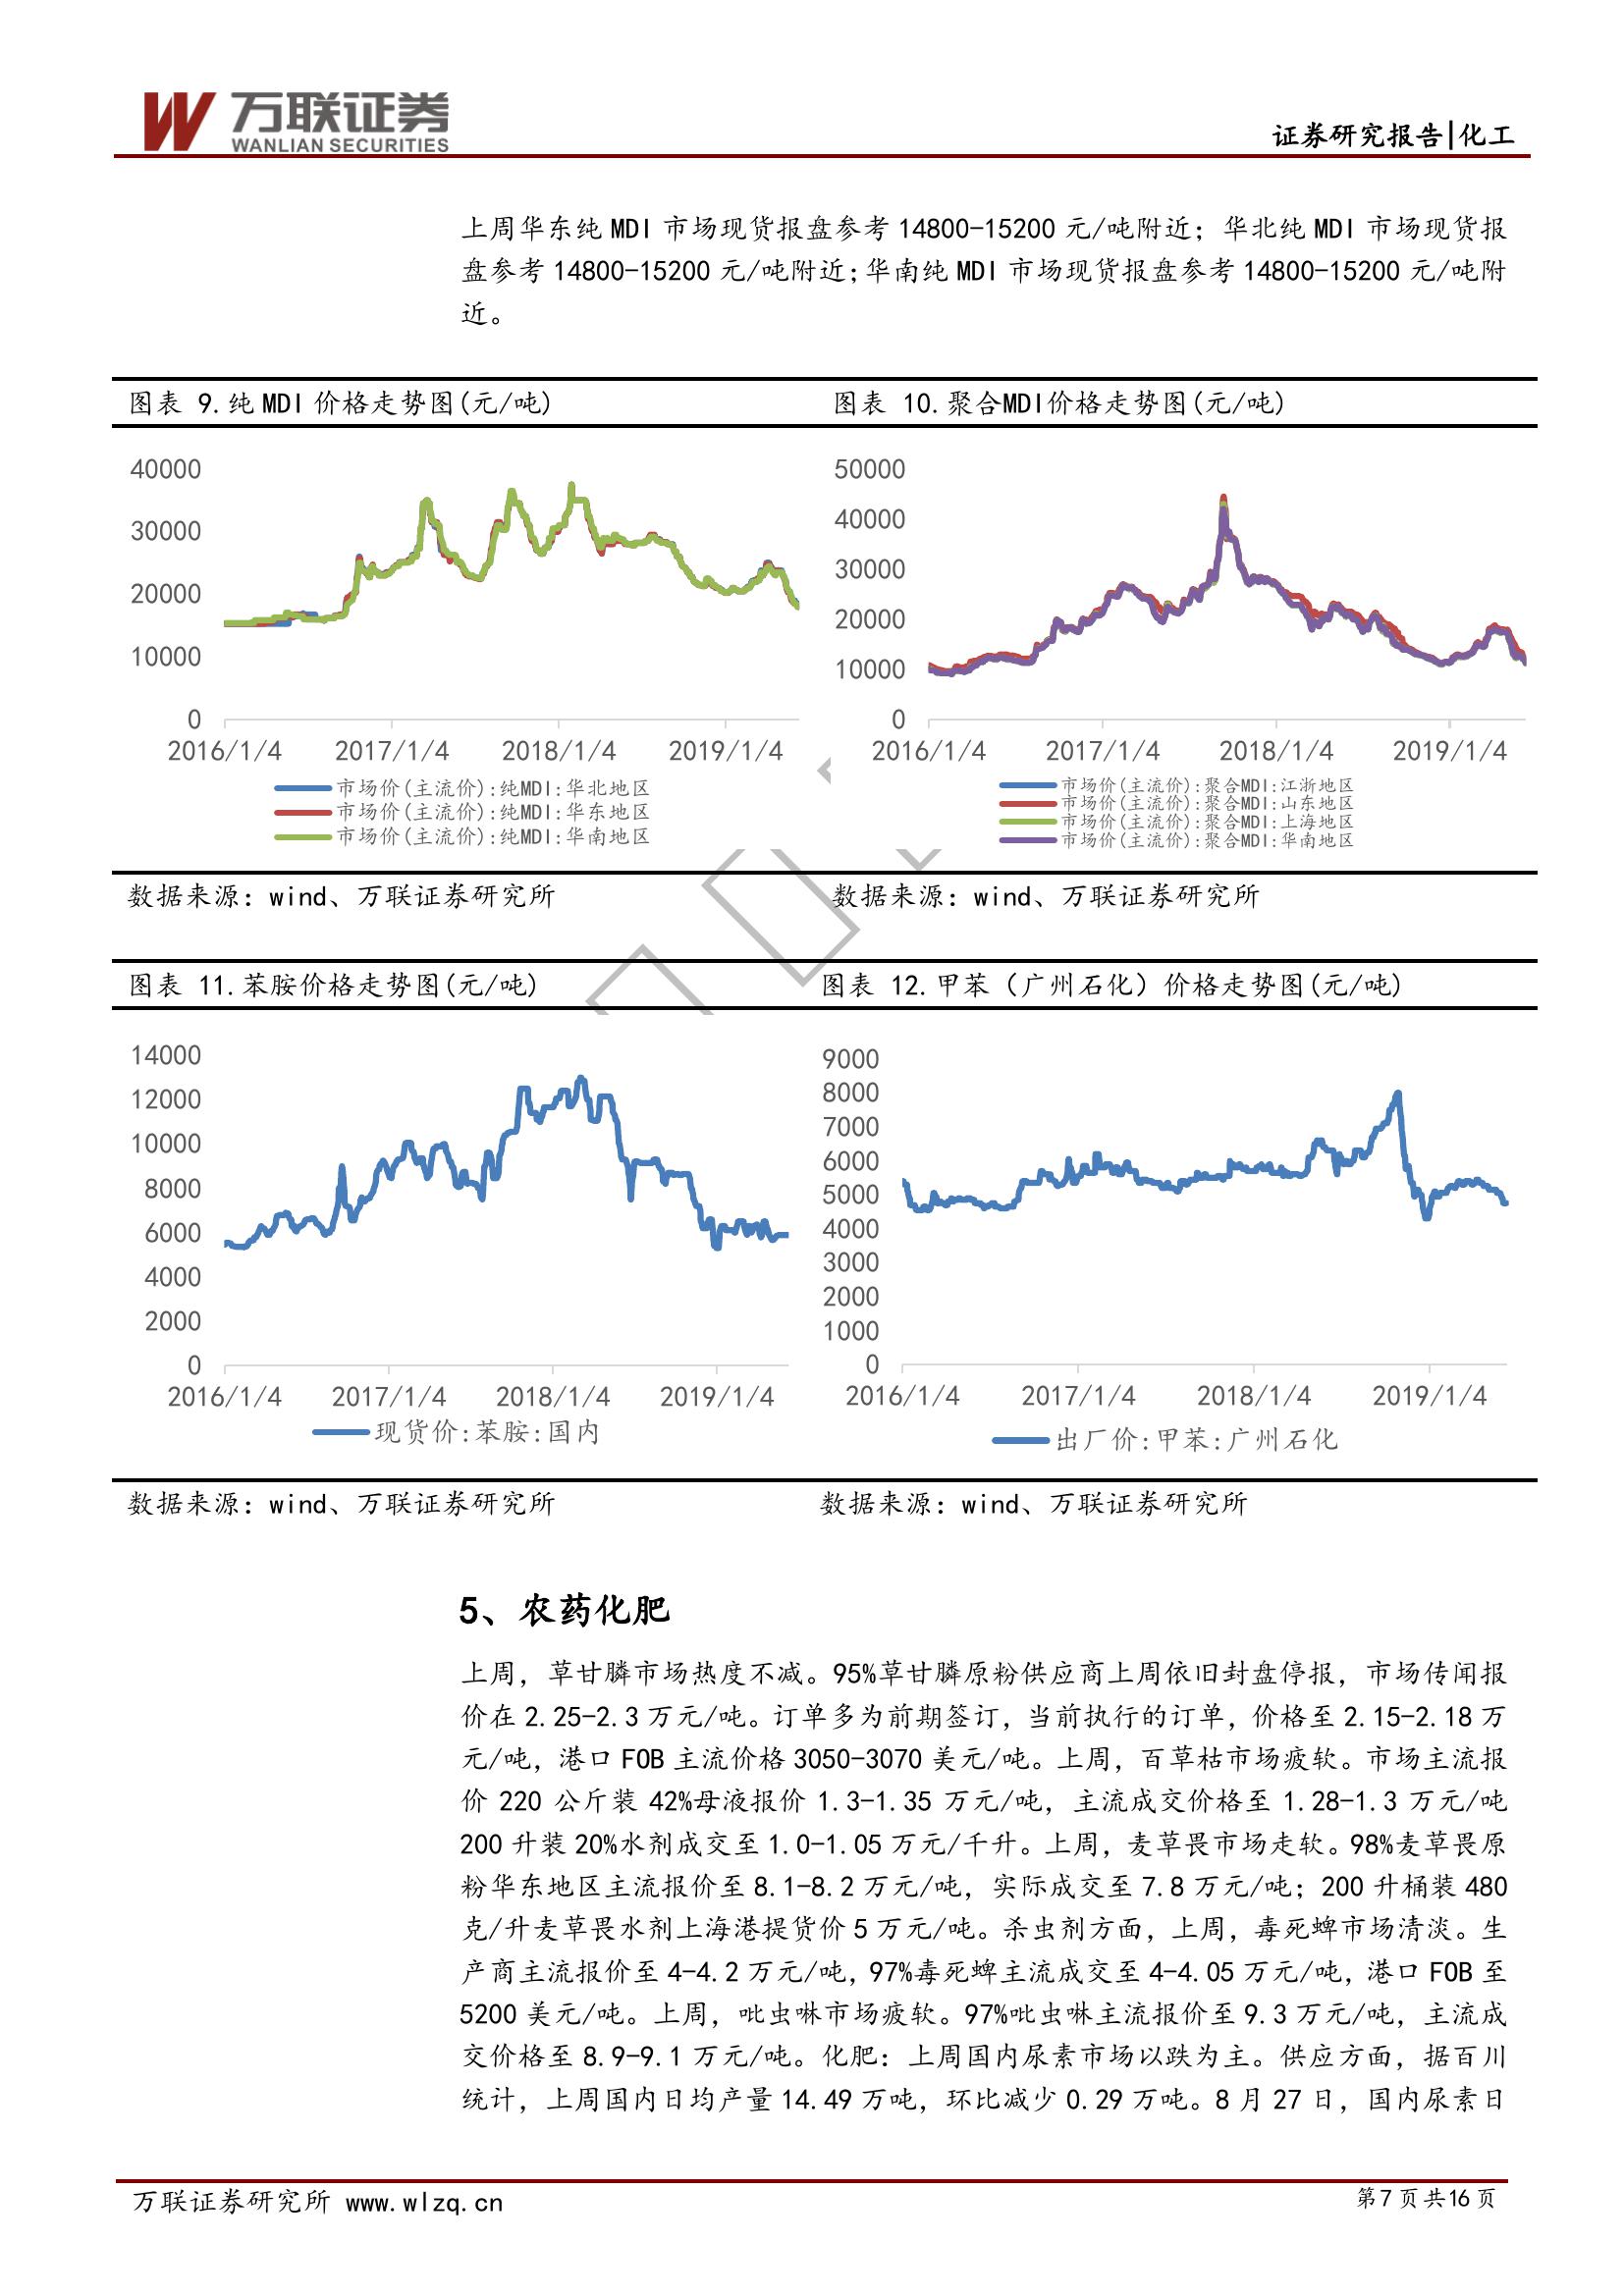 万联证券
WANLIAN SECURITIES
证券研究报告|化工
上周华东纯 MDI 市场现货报盘参考 14800-15200 元/吨附近；华北纯 MDI 市场现货报
盘参考 14800-15200 元/吨附近；华南纯 MDI 市场现货报盘参考 14800-15200 元/吨附
近。
图表 9.纯 MDI 价格走势图(元/吨)
40000
30000
20000
10000
0
2016/1/4 2017/1/4 2018/1/4 2019/1/4
市场价(主流价):纯MDI:华北地区
市场价(主流价):纯MDI:华东地区
市场价(主流价):纯MDI:华南地区
数据来源：wind、万联证券研究所
图表 10.聚合MDI价格走势图(元/吨)
50000
40000
30000
20000
10000
0
2016/1/4 2017/1/4 2018/1/4 2019/1/4
市场价(主流价):聚合MDI:江浙地区
市场价(主流价):聚合MDI:山东地区
市场价(主流价):聚合MDI:上海地区
市场价(主流价):聚合MDI:华南地区
数据来源：wind、万联证券研究所
图表 11.苯胺价格走势图(元/吨)
14000
12000
10000
8000
6000
4000
2000
0
2016/1/4 2017/1/4 2018/1/4 2019/1/4
现货价:苯胺:国内
数据来源：wind、万联证券研究所
图表 12.甲苯（广州石化）价格走势图(元/吨)
9000
8000
7000
6000
5000
4000
3000
2000
1000
0
2016/1/4 2017/1/4 2018/1/4 2019/1/4
出厂价:甲苯:广州石化
数据来源：wind、万联证券研究所
5、农药化肥
上周，草甘膦市场热度不减。95%草甘膦原粉供应商上周依旧封盘停报，市场传闻报
价在 2.25-2.3 万元/吨。订单多为前期签订，当前执行的订单，价格至 2.15-2.18 万
元/吨，港口 FOB 主流价格 3050-3070 美元/吨。上周，百草枯市场疲软。市场主流报
价 220 公斤装 42%母液报价 1.3-1.35 万元/吨，主流成交价格至 1.28-1.3 万元/吨
200 升装 20%水剂成交至 1.0-1.05 万元/千升。上周，麦草畏市场走软。98%麦草畏原
粉华东地区主流报价至 8.1-8.2 万元/吨，实际成交至 7.8 万元/吨；200 升桶装 480
克/升麦草畏水剂上海港提货价 5 万元/吨。杀虫剂方面，上周，毒死蜱市场清淡。生
产商主流报价至 4-4.2 万元/吨，97%毒死蜱主流成交至 4-4.05 万元/吨，港口 FOB 至
5200 美元/吨。上周，吡虫啉市场疲软。97%吡虫啉主流报价至 9.3 万元/吨，主流成
交价格至 8.9-9.1 万元/吨。化肥：上周国内尿素市场以跌为主。供应方面，据百川
统计，上周国内日均产量 14.49 万吨，环比减少 0.29 万吨。8 月 27 日，国内尿素日
万联证券研究所 www.wlzq.cn
第 7 页 共 16 页